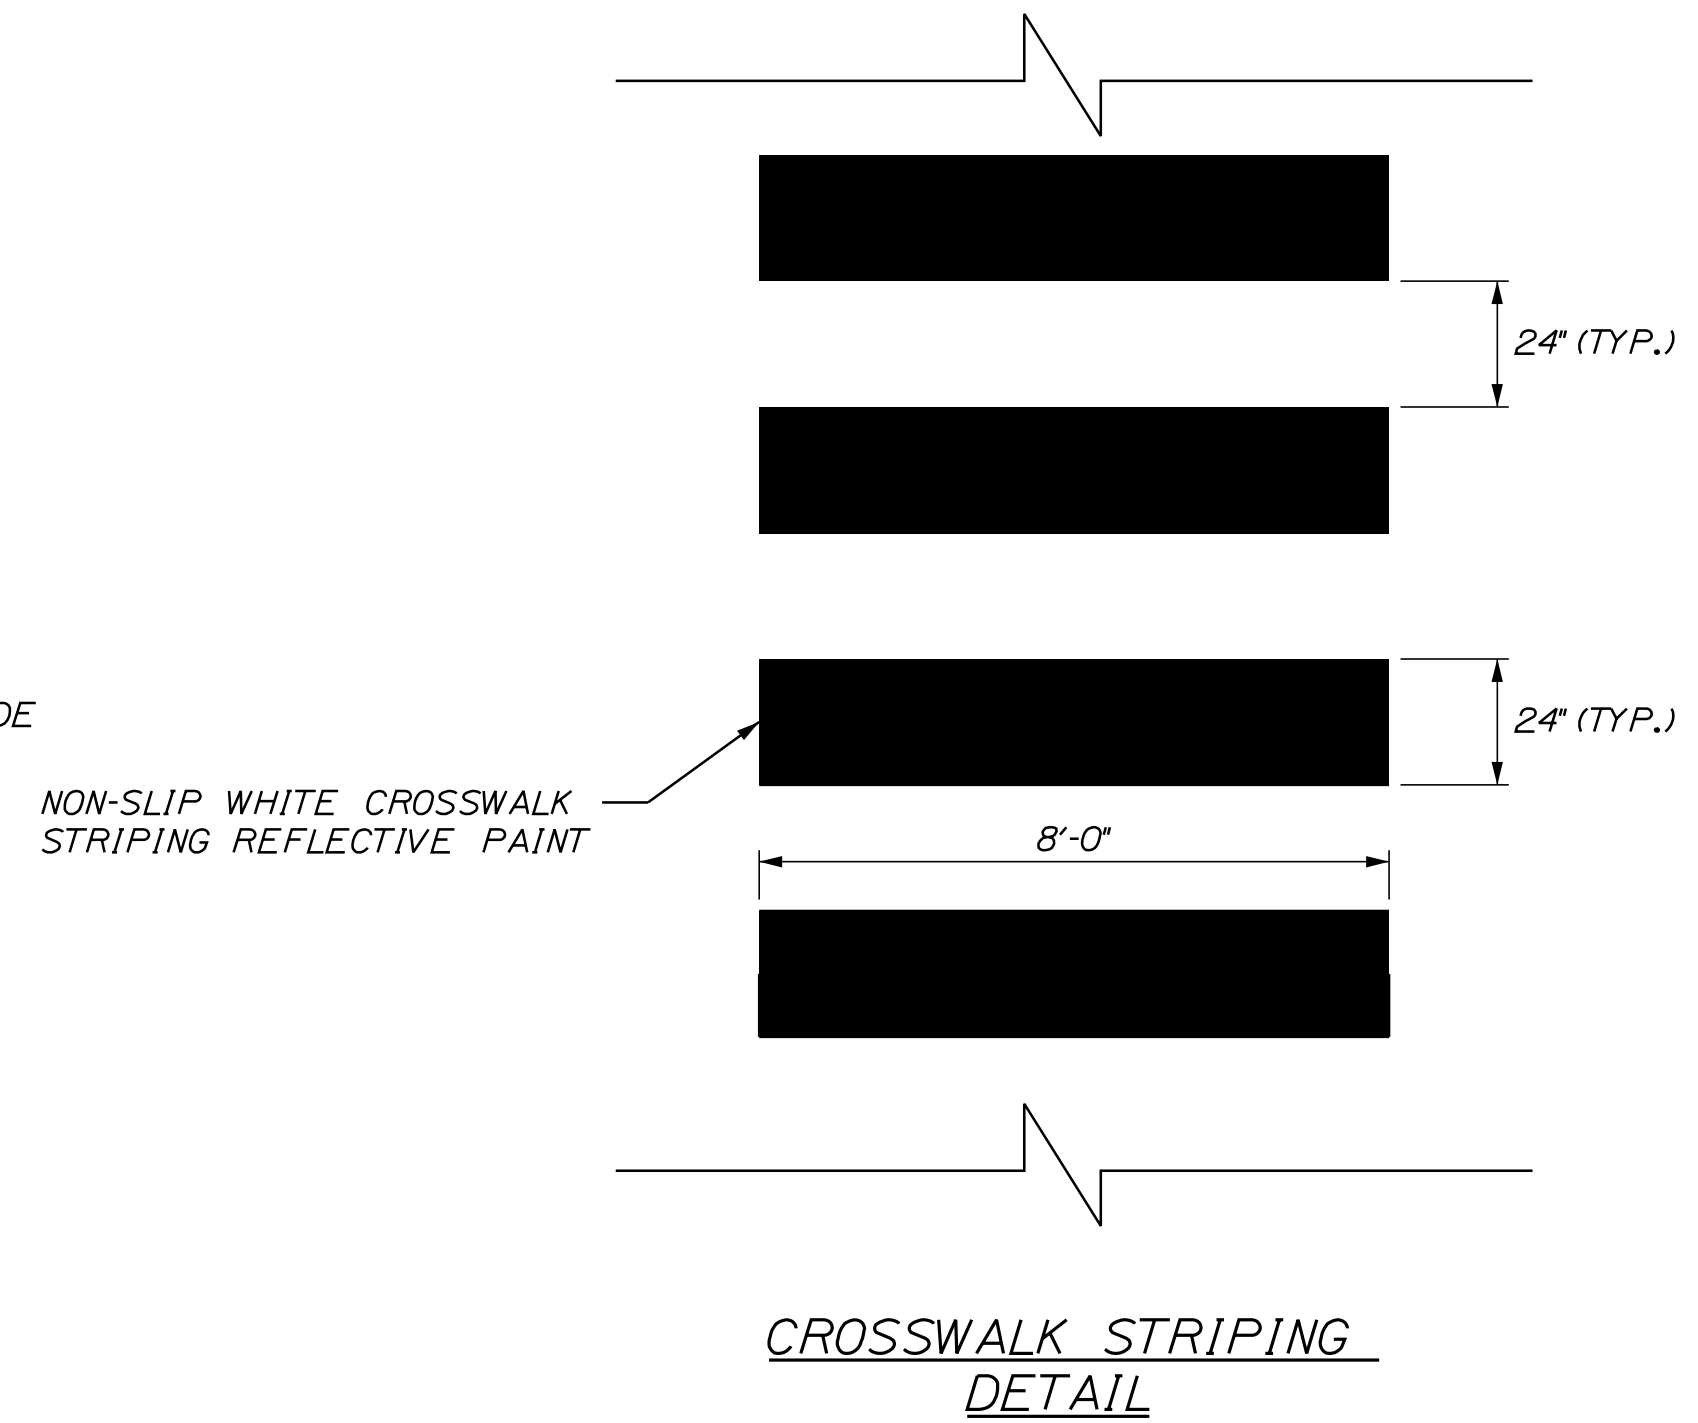 24" (TYP.)
24" (TYP.)
NON-SLIP WHITE CROSSWALK
STRIPING REFLECTIVE PAINT
8'-0"
CROSSWALK STRIPING
DETAIL